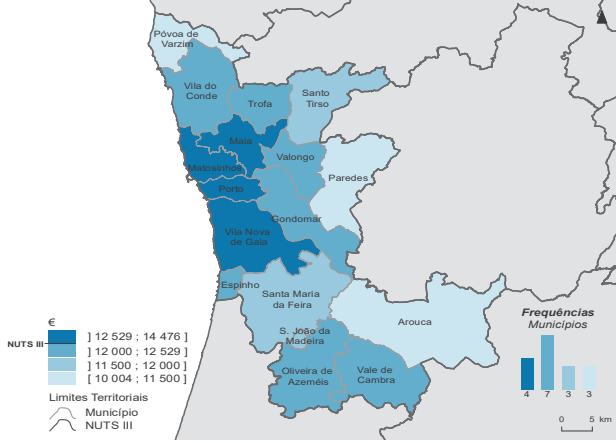 Póvoa de
Varzim
Vila do
Conde
Trofa
Santo
Tirso
Maia
Matosinhos
Valongo
Paredes
Porto
Gondomar
Vila Nova
de Gaia
Espinho
Santa Maria
da Feira
Arouca
S. João da
Madeira
Oliveira de
Azeméis
Vale de
Cambra
€
NUTS III
] 12 529 ; 14 476 ]
] 12 000 ; 12 529 ]
] 11 500 ; 12 000 ]
[ 10 004 ; 11 500 ]
Limites Territoriais
Município
NUTS III
Frequências
Municípios
4 7 3 3
0 5 km